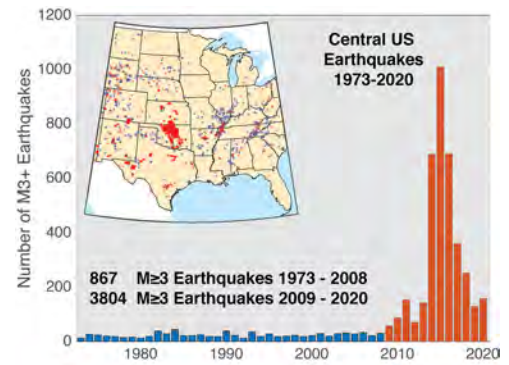 1200
1000
800
600
400
200
0
Number of M3+ Earthquakes
Central US
Earthquakes
1973-2020
867 M≥3 Earthquakes 1973 - 2008
3804 M≥3 Earthquakes 2009 - 2020
1980 1990 2000 2010 2020